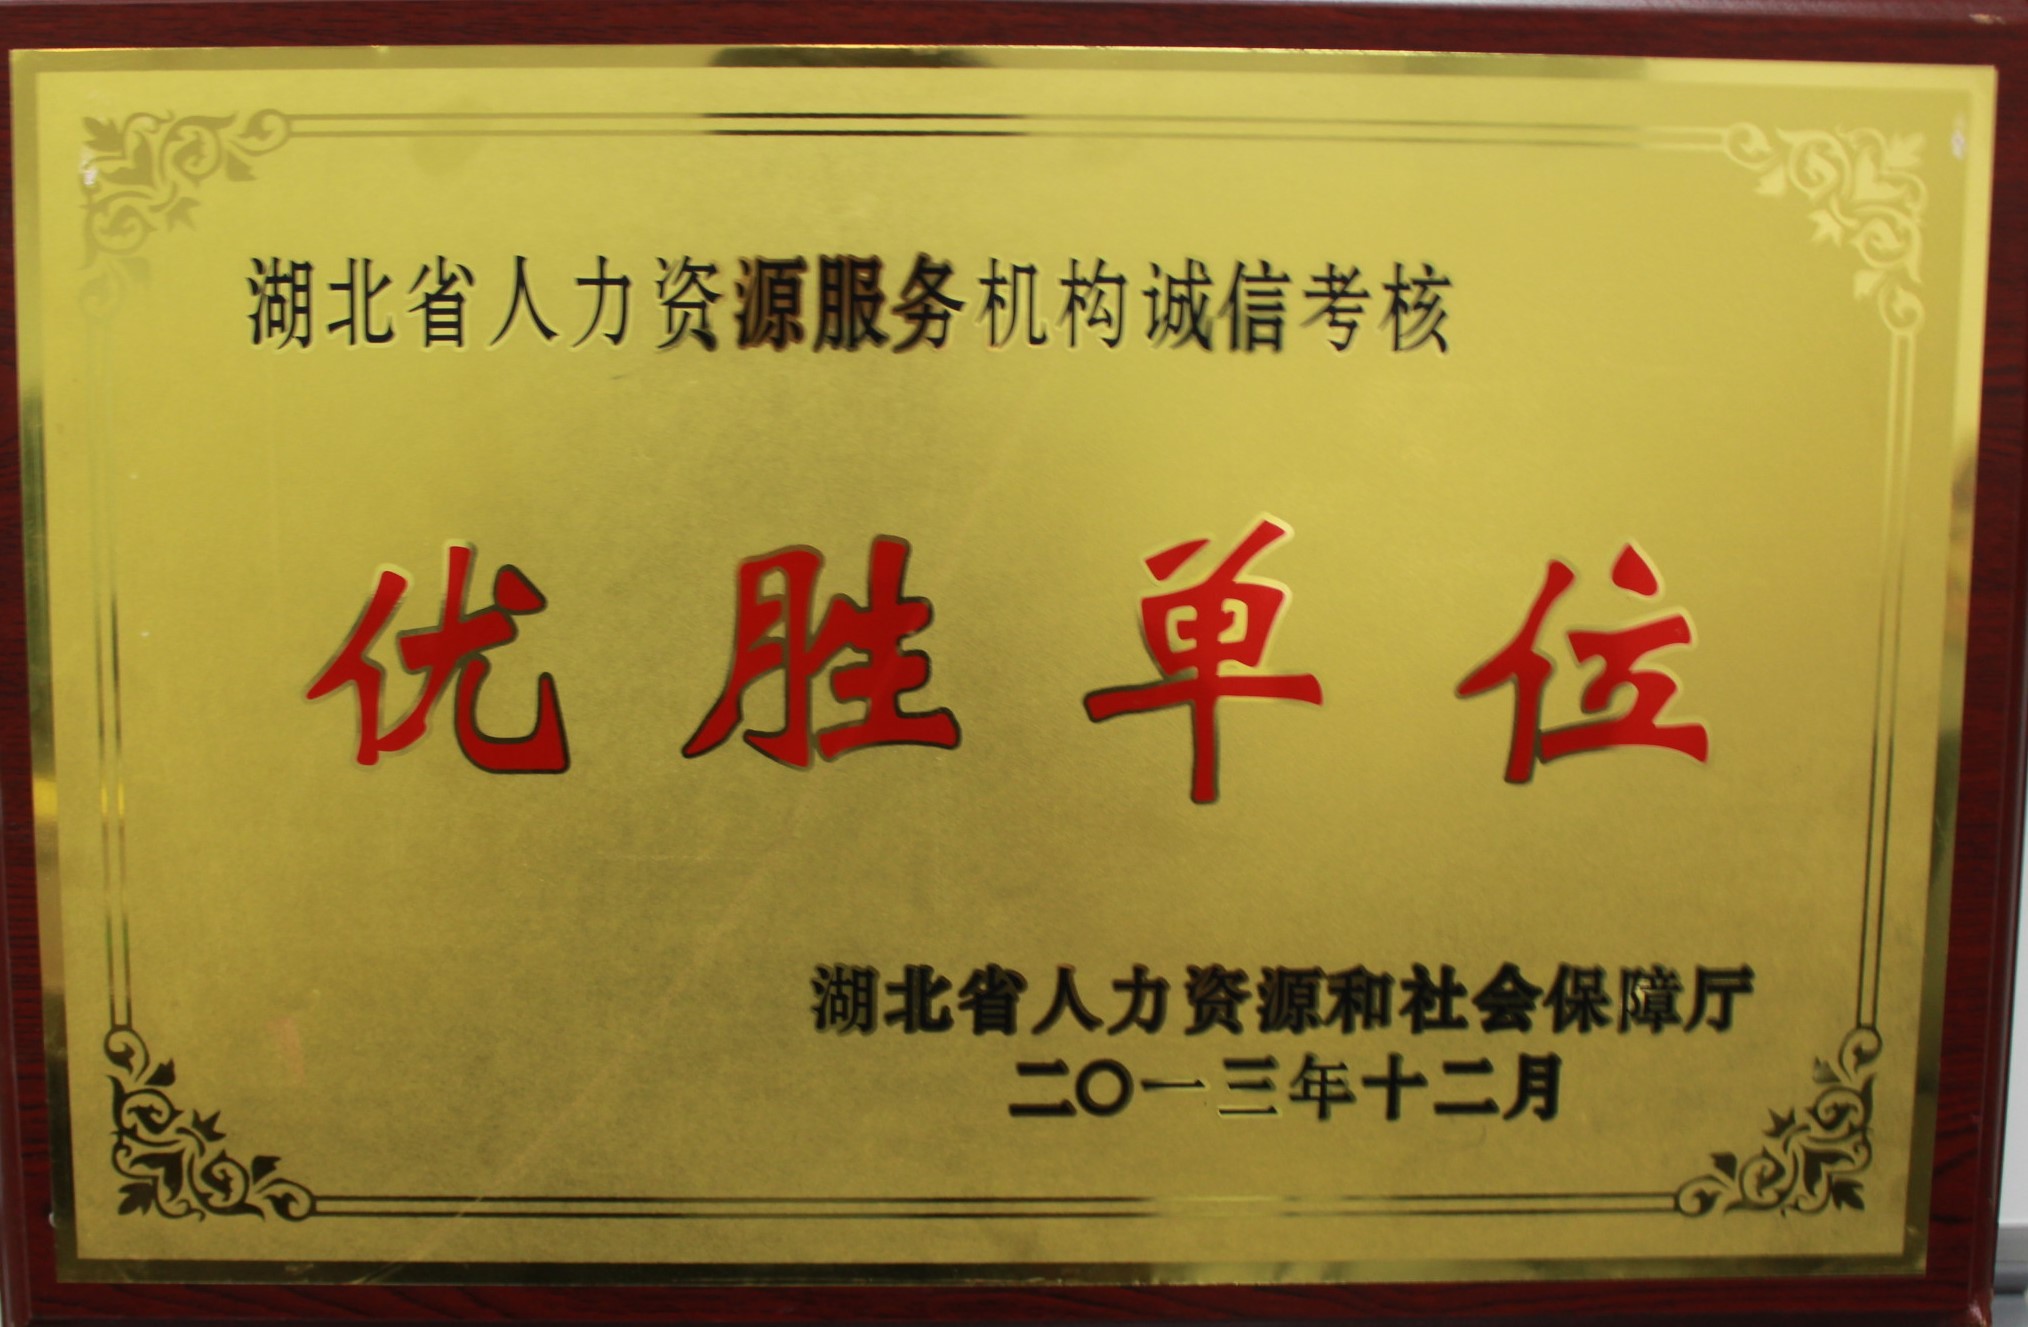 湖北省人力资源服务机构诚信考核
优胜单位
湖北省人力资源和社会保障厅
二〇一三年十二月